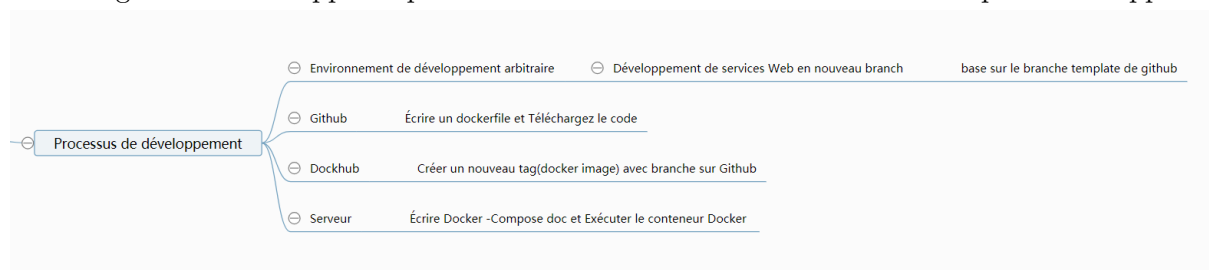 Environnement de développement arbitraire Développement de services Web en nouveau branch base sur le branche template de github
Github Écrire un dockerfile et Téléchargez le code
Processus de développement
Dockhub Créer un nouveau tag(docker image) avec branche sur Github
Serveur Écrire Docker -Compose doc et Exécuter le conteneur Docker